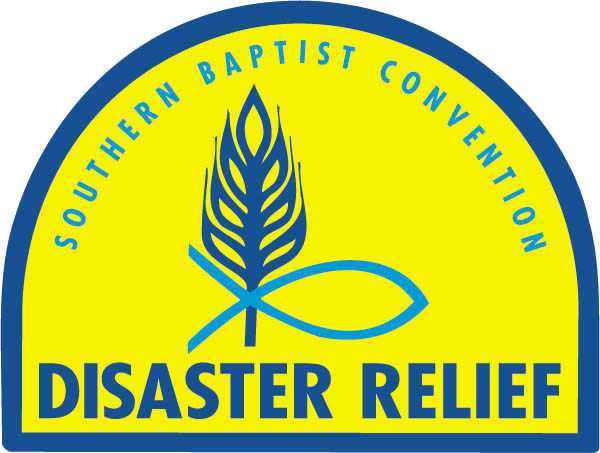 SOUTHERN BAPTIST CONVENTION
DISASTER RELIEF